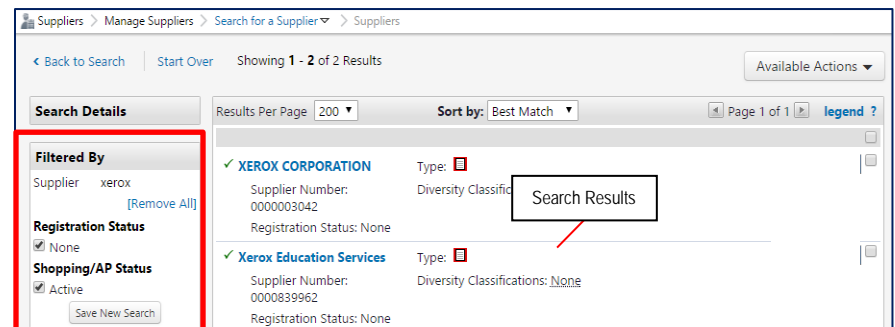 Suppliers > Manage Suppliers > Search for a Supplier ▼ > Suppliers
< Back to Search | Start Over Showing 1 - 2 of 2 Results
Available Actions ▼
Search Details
Results Per Page 200 ▼ Sort by: Best Match ▼ Page 1 of 1 legend ?
Filtered By
Supplier xerox
[Remove All]
Registration Status
None
Shopping/AP Status
Active
Save New Search
✓ XEROX CORPORATION Type:
Supplier Number: Diversity Classific
0000003042
Registration Status: None
Search Results
✓ Xerox Education Services Type:
Supplier Number: Diversity Classifications: None
0000839962
Registration Status: None